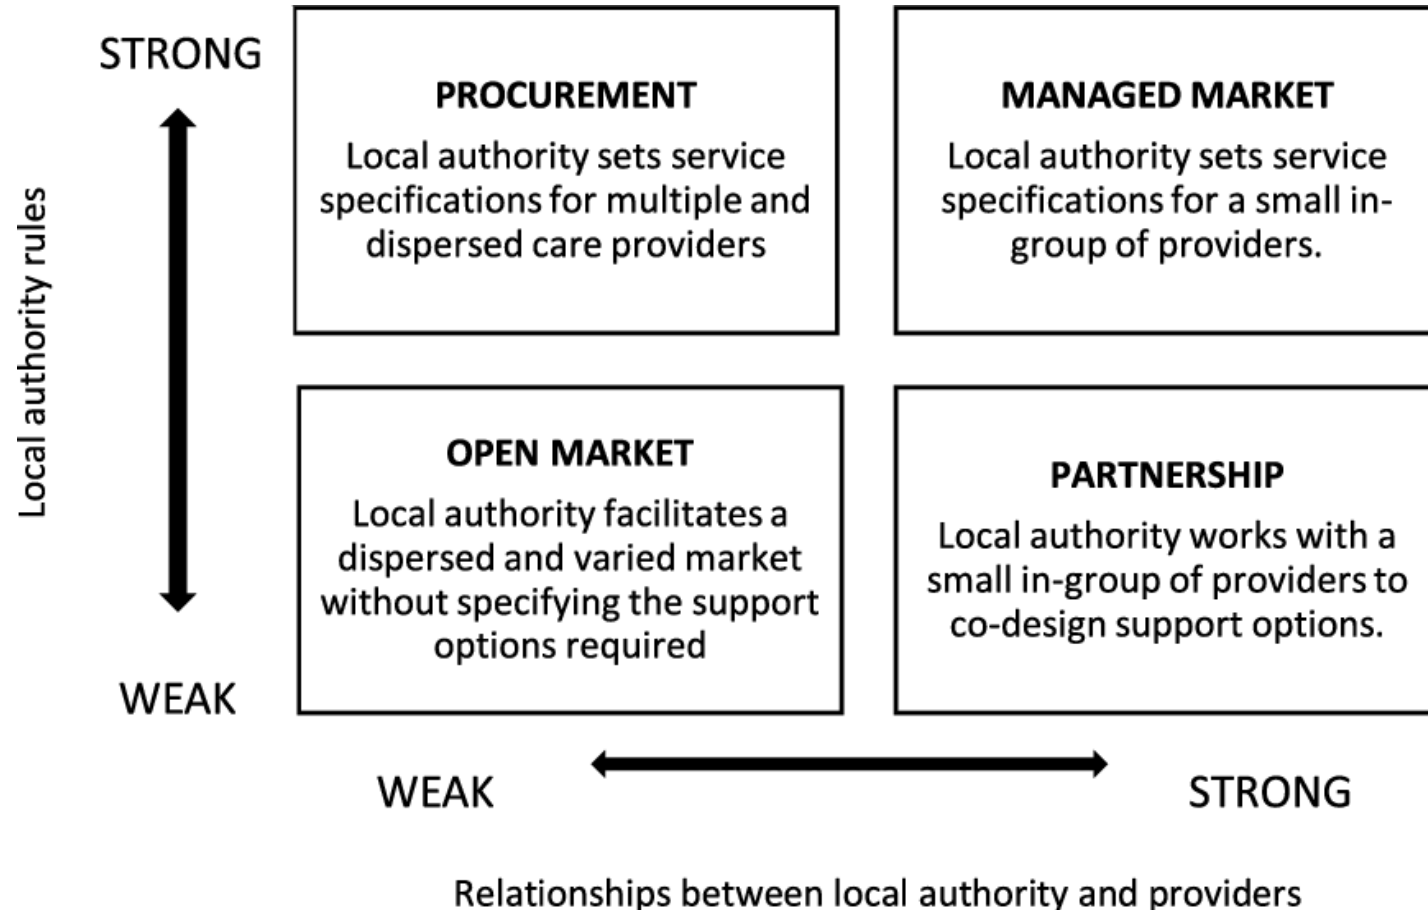 STRONG
Local authority rules
WEAK
PROCUREMENT
Local authority sets service
specifications for multiple and
dispersed care providers
MANAGED MARKET
Local authority sets service
specifications for a small in-
group of providers.
OPEN MARKET
Local authority facilitates a
dispersed and varied market
without specifying the support
options required
PARTNERSHIP
Local authority works with a
small in-group of providers to
co-design support options.
WEAK
STRONG
Relationships between local authority and providers